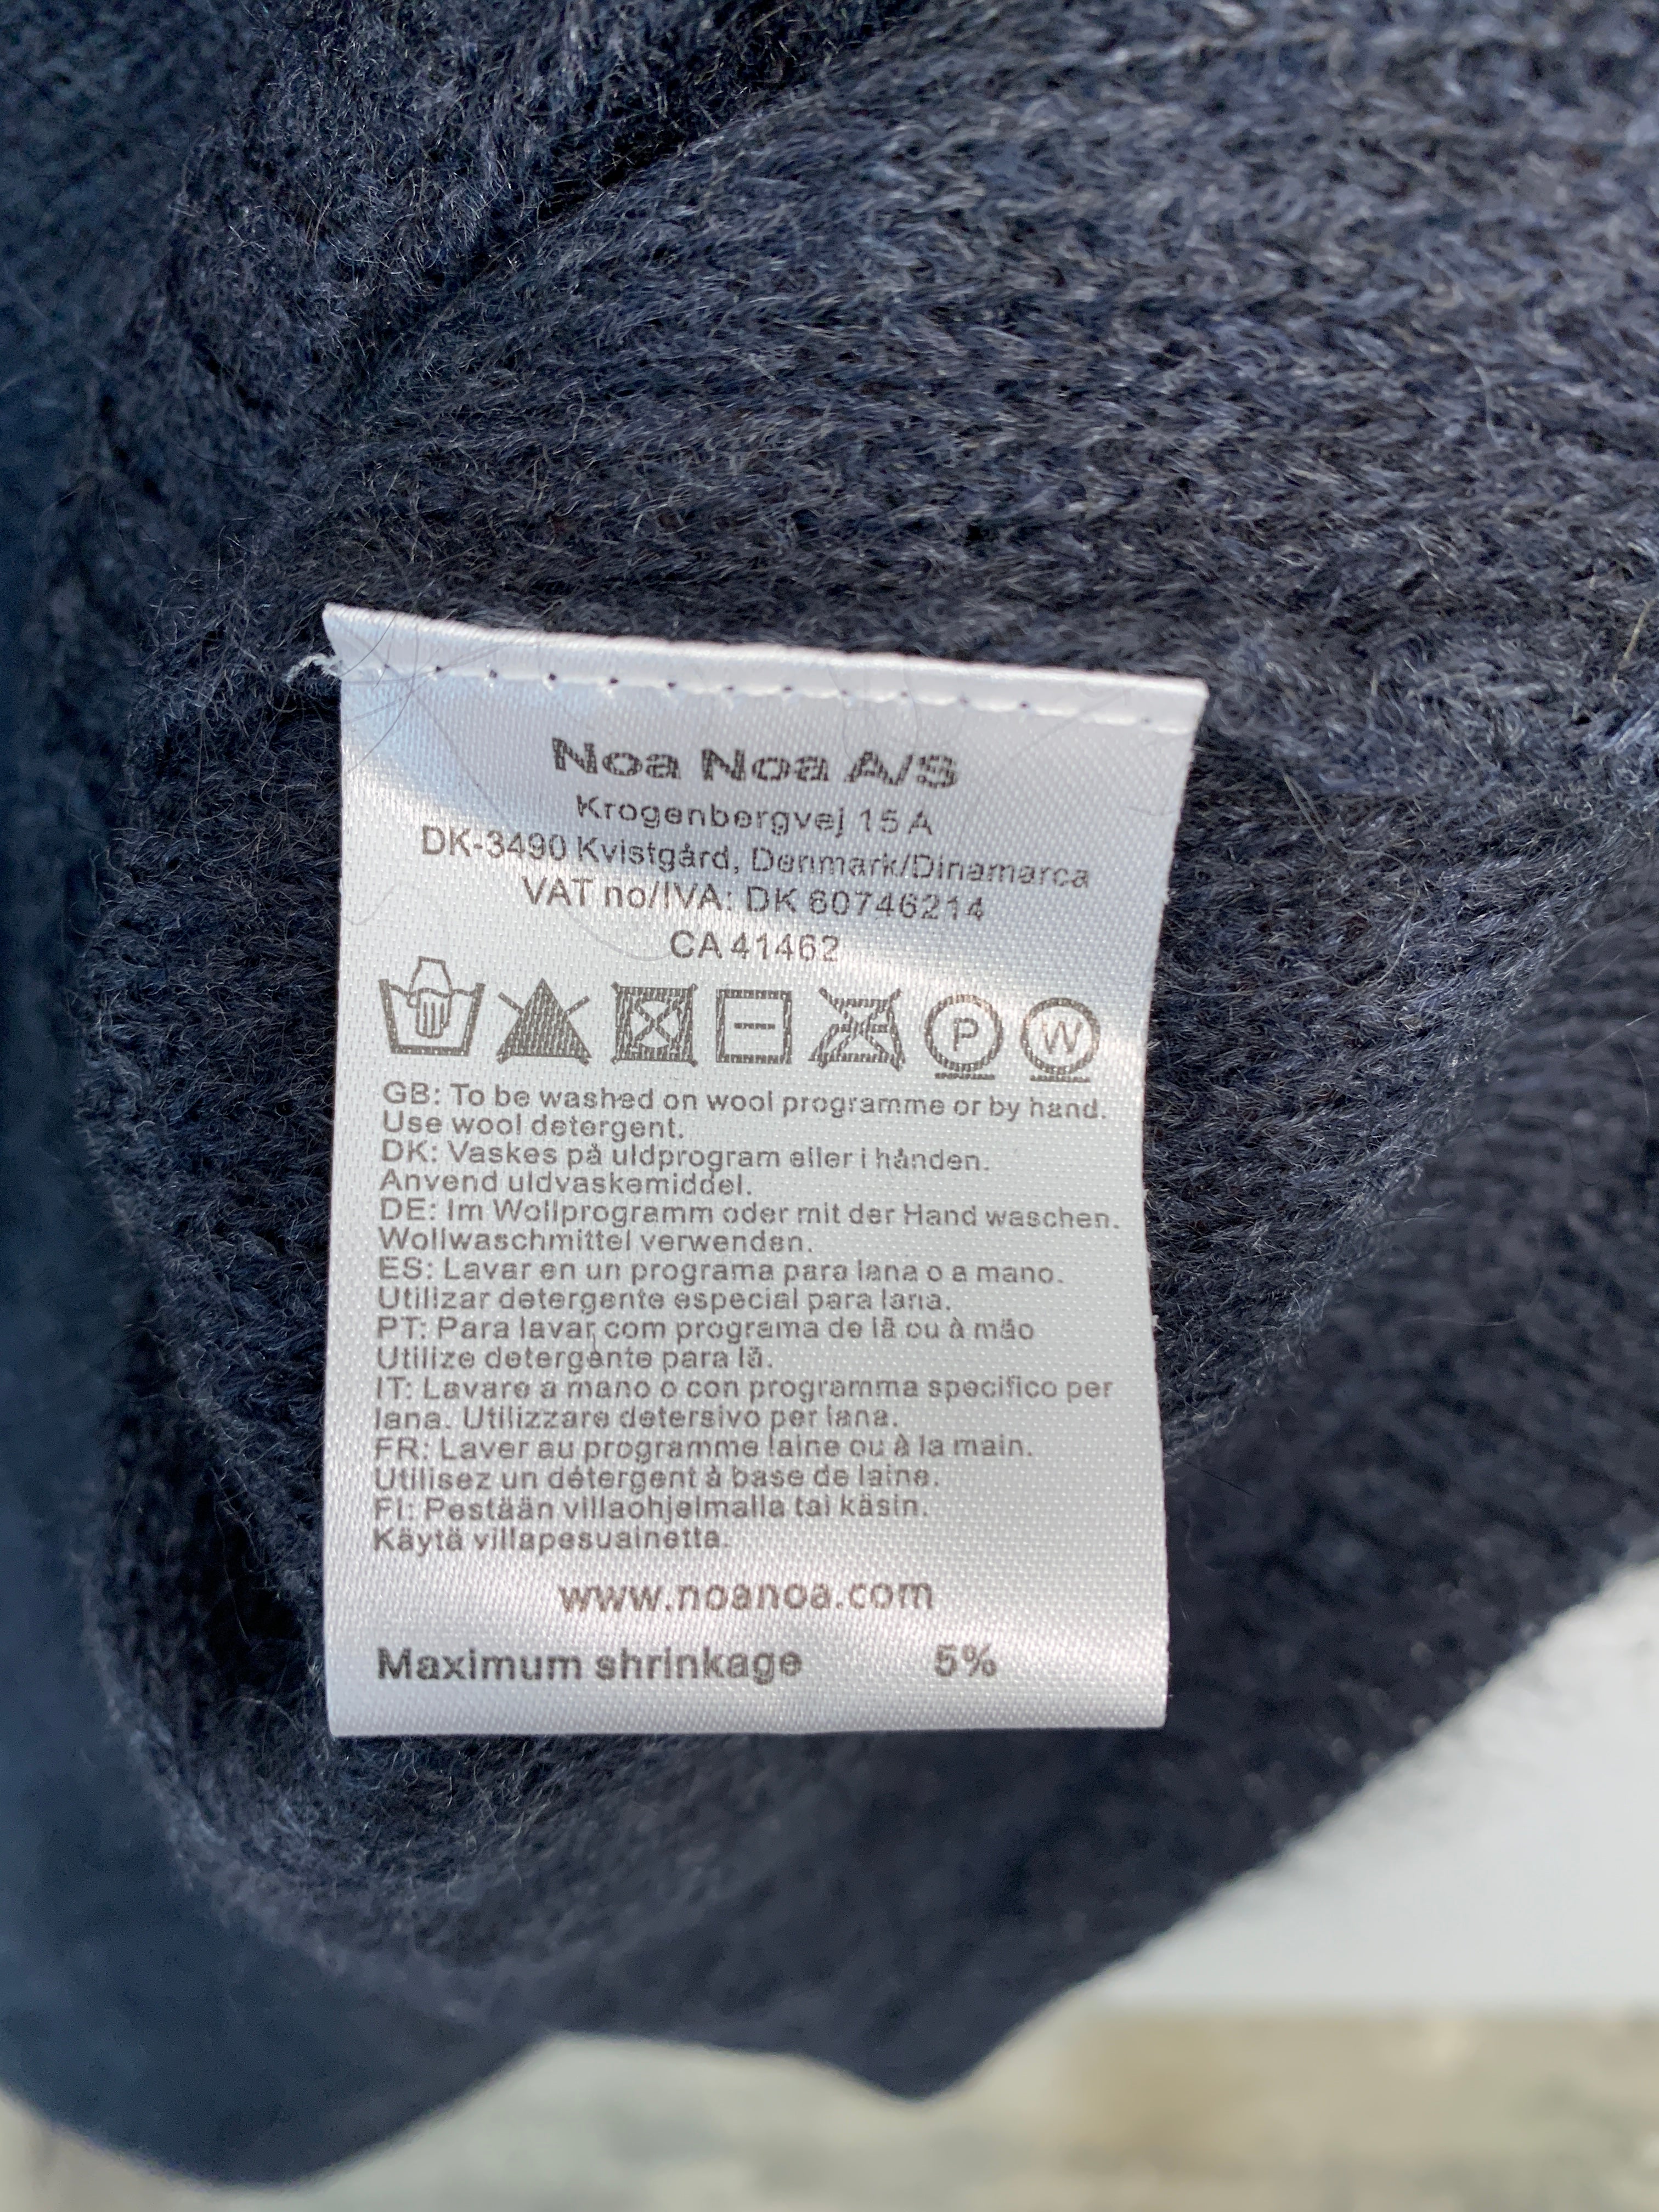 Noa Noa A/S
Krogenbergvej 15 A
DK-3490 Kvistgård, Denmark/Dinamarca
VAT no/IVA: DK 60746214
CA 41462
P W
GB: To be washed on wool programme or by hand.
Use wool detergent.
DK: Vaskes på uldprogram eller i hånden.
Anvend uldvaskemiddel.
DE: Im Wollprogramm oder mit der Hand waschen.
Wollwaschmittel verwenden.
ES: Lavar en un programa para lana o a mano.
Utilizar detergente especial para lana.
PT: Para lavar com programa de lã ou à mão
Utilize detergente para lã.
IT: Lavare a mano o con programma specifico per
lana. Utilizzare detersivo per lana.
FR: Laver au programme laine ou à la main.
Utilisez un détergent à base de laine.
FI: Pestään villaohjelmalla tai käsin.
Käytä villapesuainetta.
www.noanoa.com
Maximum shrinkage 5%